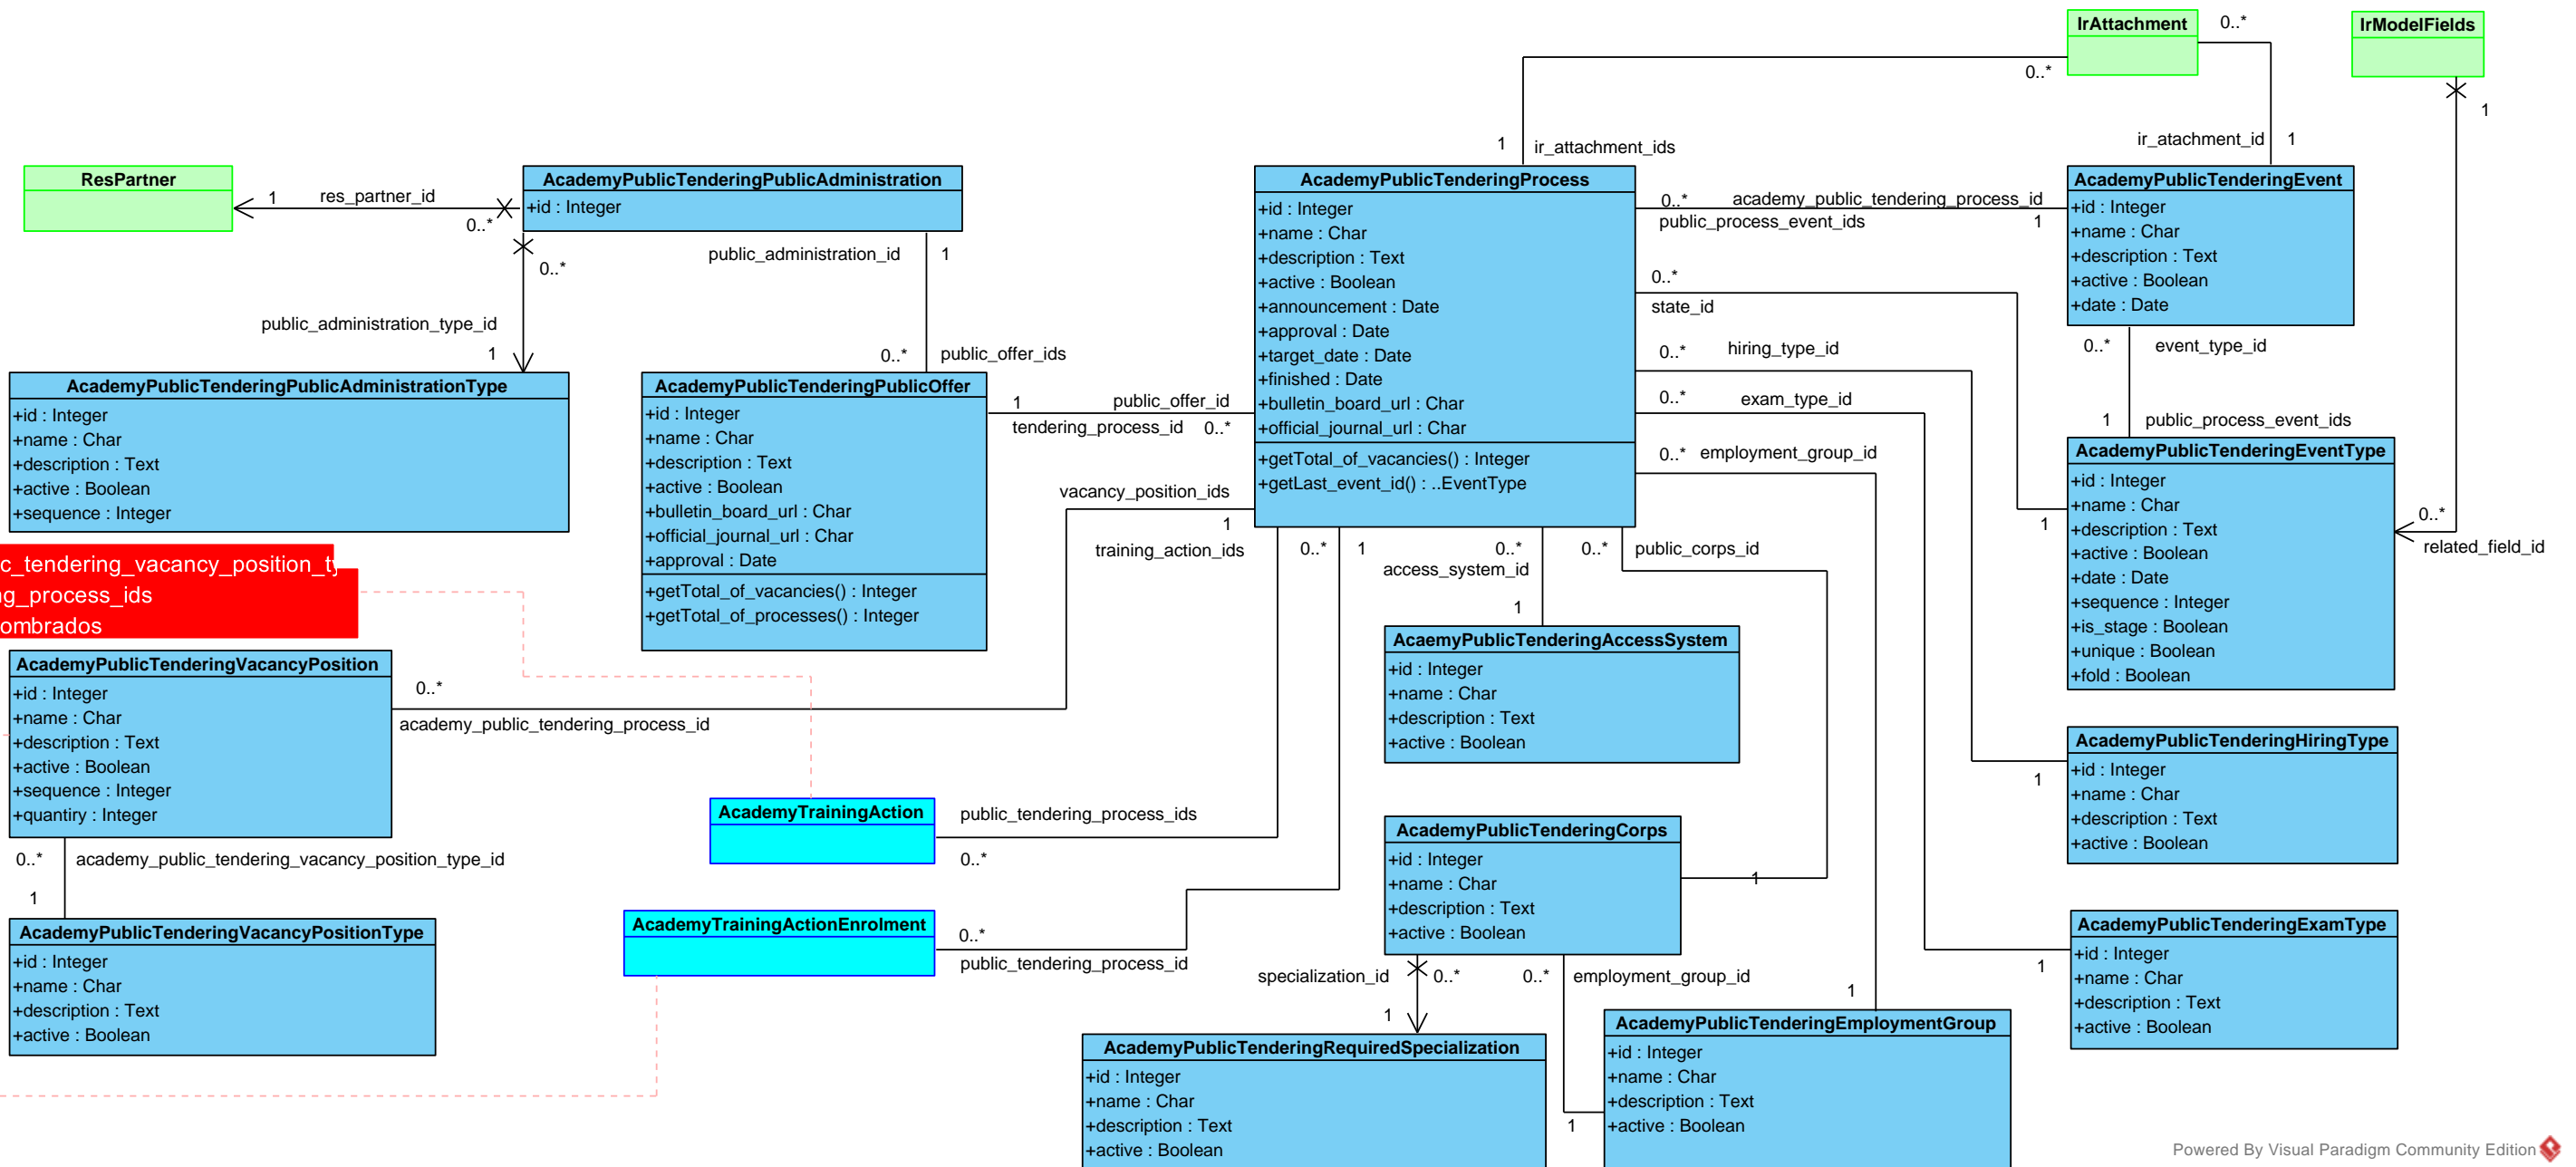 IrAttachment
0..*
IrModelFields
0..*
1
1
ir_attachment_ids
ir_atachment_id
1
ResPartner
1
res_partner_id
0..*
AcademyPublicTenderingPublicAdministration
+id : Integer
0..*
public_administration_type_id
1
public_administration_id
1
0..*
public_offer_ids
AcademyPublicTenderingPublicAdministrationType
+id : Integer
+name : Char
+description : Text
+active : Boolean
+sequence : Integer
AcademyPublicTenderingPublicOffer
+id : Integer
+name : Char
+description : Text
+active : Boolean
+bulletin_board_url : Char
+official_journal_url : Char
+approval : Date
+getTotal_of_vacancies() : Integer
+getTotal_of_processes() : Integer
1
public_offer_id
tendering_process_id
0..*
AcademyPublicTenderingProcess
+id : Integer
+name : Char
+description : Text
+active : Boolean
+announcement : Date
+approval : Date
+target_date : Date
+finished : Date
+bulletin_board_url : Char
+official_journal_url : Char
+getTotal_of_vacancies() : Integer
+getLast_event_id() : ..EventType
0..*
academy_public_tendering_process_id
public_process_event_ids
1
0..*
state_id
0..*
hiring_type_id
0..*
exam_type_id
0..*
employment_group_id
AcademyPublicTenderingEvent
+id : Integer
+name : Char
+description : Text
+active : Boolean
+date : Date
0..*
event_type_id
1
public_process_event_ids
AcademyPublicTenderingEventType
+id : Integer
+name : Char
+description : Text
+active : Boolean
+date : Date
+sequence : Integer
+is_stage : Boolean
+unique : Boolean
+fold : Boolean
1
0..*
related_field_id
vacancy_position_ids
1
training_action_ids
0..*
1
0..*
access_system_id
1
0..*
public_corps_id
c_tendering_vacancy_position_ty
ng_process_ids
ombrados
AcademyPublicTenderingVacancyPosition
+id : Integer
+name : Char
+description : Text
+active : Boolean
+sequence : Integer
+quantiry : Integer
0..*
academy_public_tendering_process_id
0..*
academy_public_tendering_vacancy_position_type_id
1
AcademyPublicTenderingVacancyPositionType
+id : Integer
+name : Char
+description : Text
+active : Boolean
AcaemyPublicTenderingAccessSystem
+id : Integer
+name : Char
+description : Text
+active : Boolean
AcademyTrainingAction
public_tendering_process_ids
0..*
AcademyTrainingActionEnrolment
0..*
public_tendering_process_id
AcademyPublicTenderingCorps
+id : Integer
+name : Char
+description : Text
+active : Boolean
1
specialization_id
0..*
1
0..*
employment_group_id
1
1
AcademyPublicTenderingRequiredSpecialization
+id : Integer
+name : Char
+description : Text
+active : Boolean
AcademyPublicTenderingEmploymentGroup
+id : Integer
+name : Char
+description : Text
+active : Boolean
AcademyPublicTenderingHiringType
+id : Integer
+name : Char
+description : Text
+active : Boolean
1
AcademyPublicTenderingExamType
+id : Integer
+name : Char
+description : Text
+active : Boolean
1
Powered By Visual Paradigm Community Edition